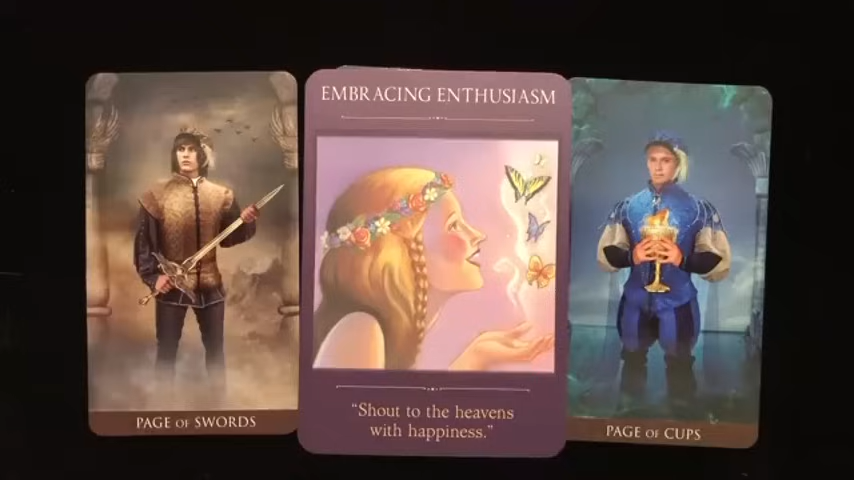 EMBRACING ENTHUSIASM
"Shout to the heavens
with happiness."
PAGE OF SWORDS
PAGE OF CUPS